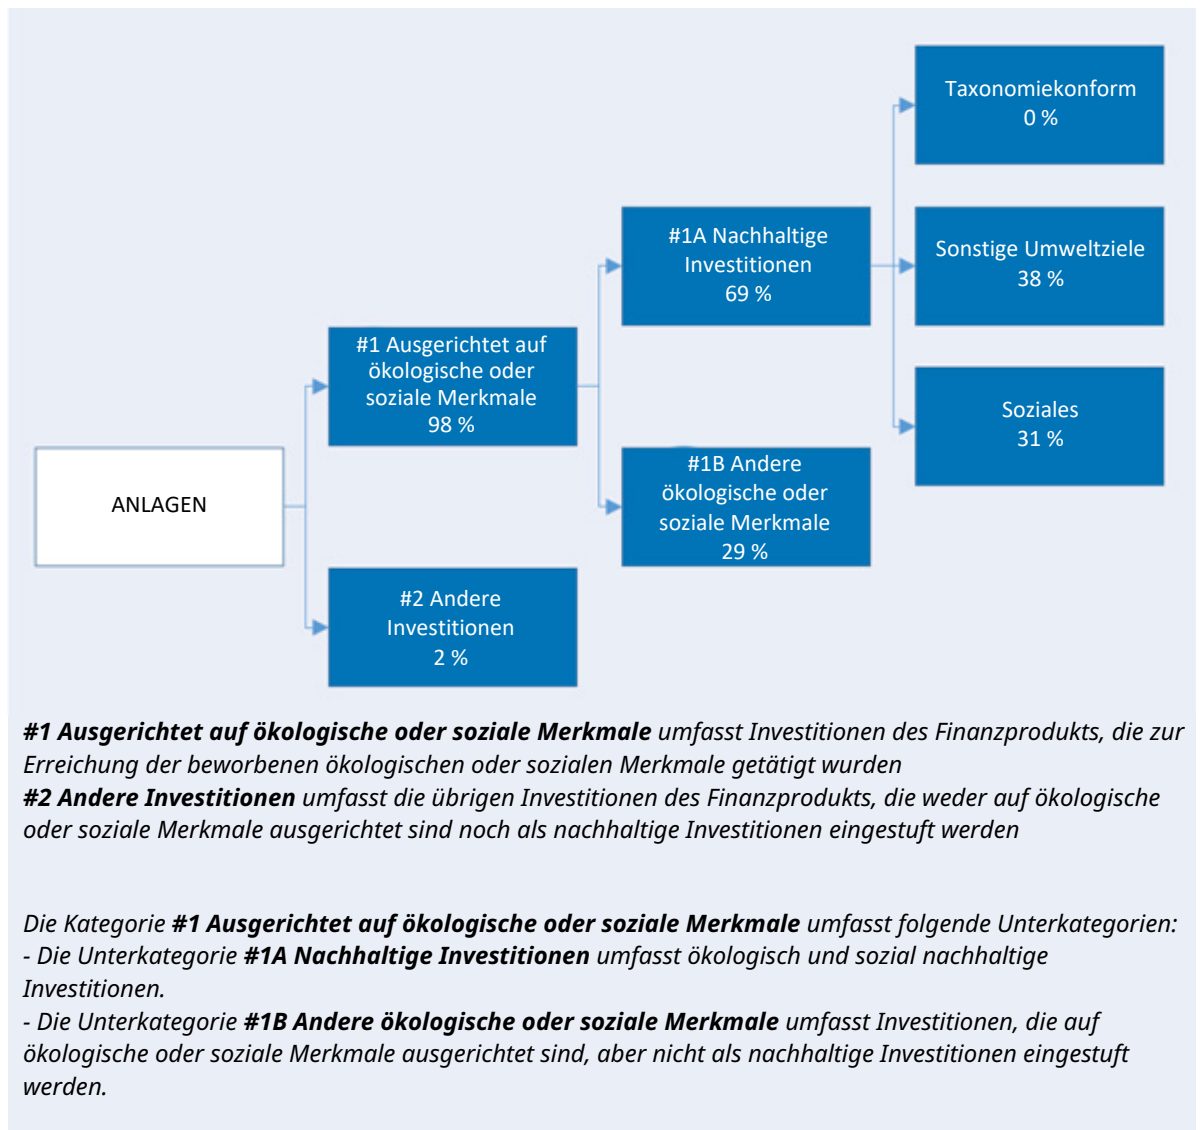 Taxonomiekonform
0 %
#1A Nachhaltige
Investitionen
69 %
Sonstige Umweltziele
38 %
#1 Ausgerichtet auf
ökologische oder
soziale Merkmale
98 %
Soziales
31 %
ANLAGEN
#1B Andere
ökologische oder
soziale Merkmale
29 %
#2 Andere
Investitionen
2 %
#1 Ausgerichtet auf ökologische oder soziale Merkmale umfasst Investitionen des Finanzprodukts, die zur
Erreichung der beworbenen ökologischen oder sozialen Merkmale getätigt wurden
#2 Andere Investitionen umfasst die übrigen Investitionen des Finanzprodukts, die weder auf ökologische
oder soziale Merkmale ausgerichtet sind noch als nachhaltige Investitionen eingestuft werden
Die Kategorie #1 Ausgerichtet auf ökologische oder soziale Merkmale umfasst folgende Unterkategorien:
- Die Unterkategorie #1A Nachhaltige Investitionen umfasst ökologisch und sozial nachhaltige
Investitionen.
- Die Unterkategorie #1B Andere ökologische oder soziale Merkmale umfasst Investitionen, die auf
ökologische oder soziale Merkmale ausgerichtet sind, aber nicht als nachhaltige Investitionen eingestuft
werden.